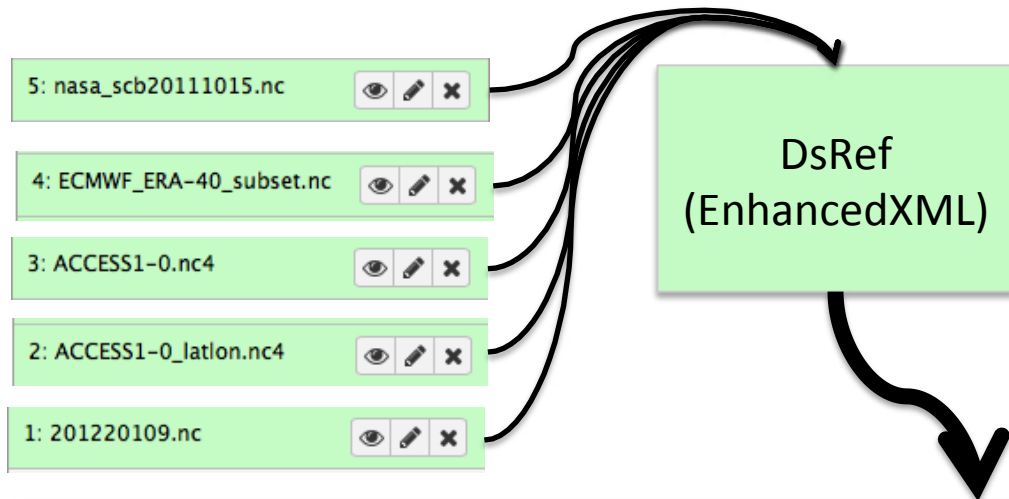 5: nasa_scb20111015.nc
4: ECMWF_ERA-40_subset.nc
3: ACCESS1-0.nc4
2: ACCESS1-0_latlon.nc4
1: 201220109.nc
DsRef
(EnhancedXML)